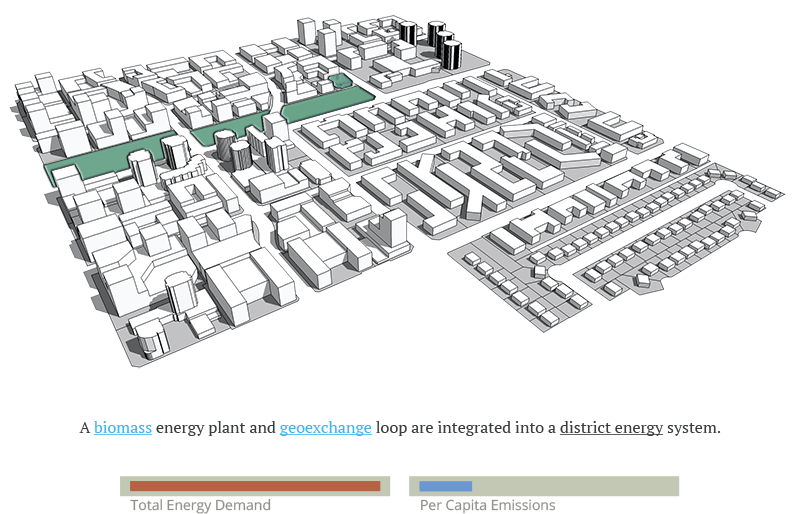 A biomass energy plant and geoexchange loop are integrated into a district energy system.
Total Energy Demand
Per Capita Emissions